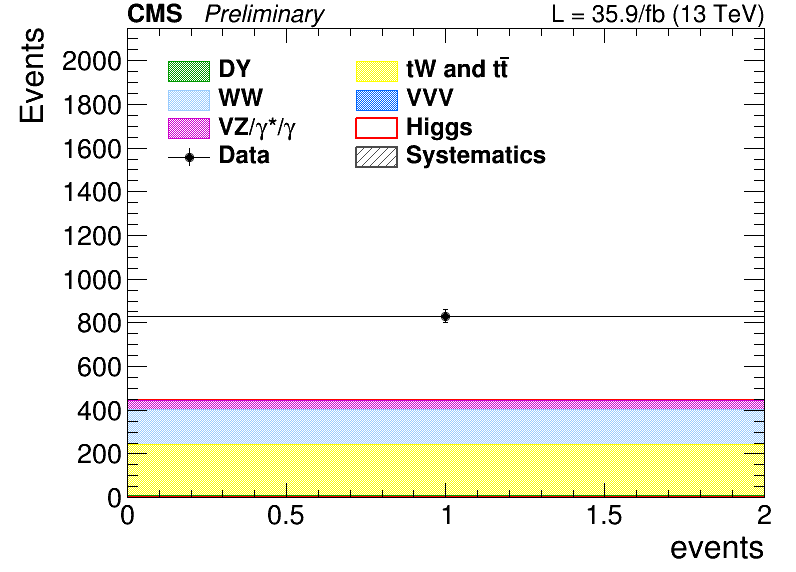 CMS Preliminary L = 35.9/fb (13 TeV)
Events
2000
1800
1600
1400
1200
1000
800
600
400
200
0
DY
WW
VZ/γ*/γ
Data
tW and tt̄
VVV
Higgs
Systematics
0 0.5 1 1.5 2
events